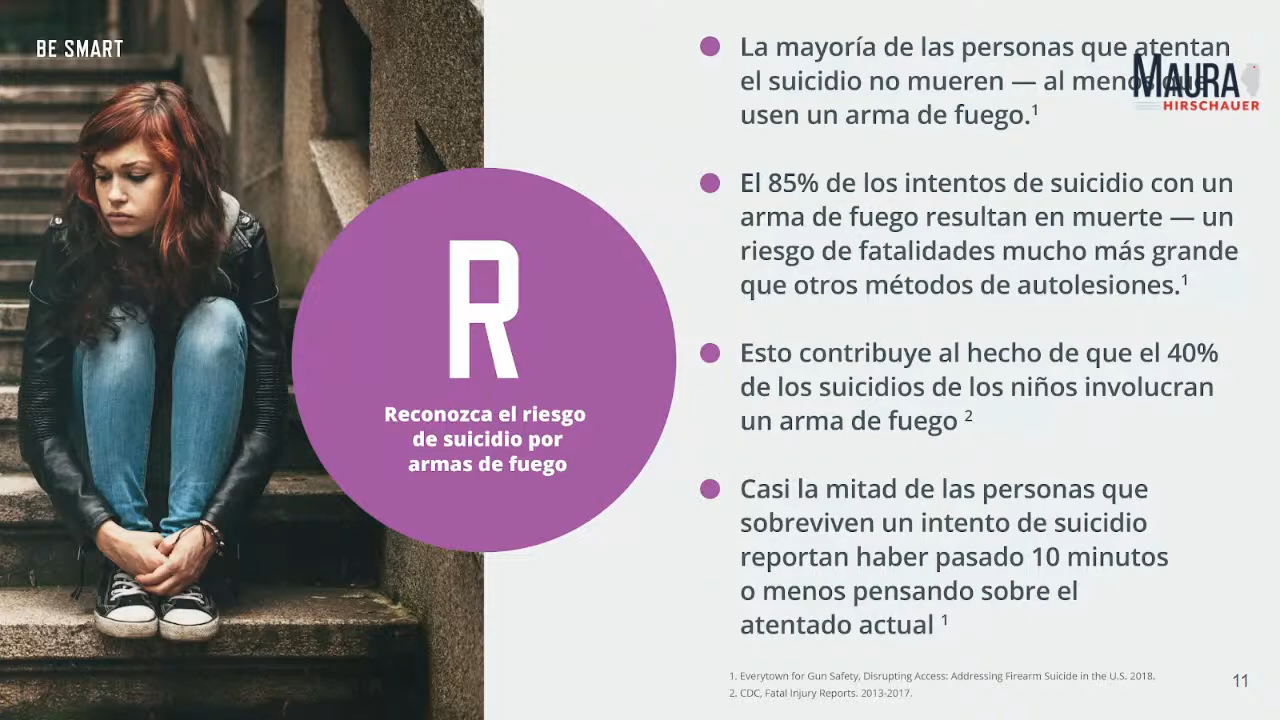 BE SMART
R
Reconozca el riesgo
de suicidio por
armas de fuego
La mayoría de las personas que atentan
el suicidio no mueren — al menos que
usen un arma de fuego.1
El 85% de los intentos de suicidio con un
arma de fuego resultan en muerte — un
riesgo de fatalidades mucho más grande
que otros métodos de autolesiones.1
Esto contribuye al hecho de que el 40%
de los suicidios de los niños involucran
un arma de fuego 2
Casi la mitad de las personas que
sobreviven un intento de suicidio
reportan haber pasado 10 minutos
o menos pensando sobre el
atentado actual 1
MAURA
HIRSCHAUER
1. Everytown for Gun Safety, Disrupting Access: Addressing Firearm Suicide in the U.S. 2018.
2. CDC, Fatal Injury Reports. 2013-2017.
11